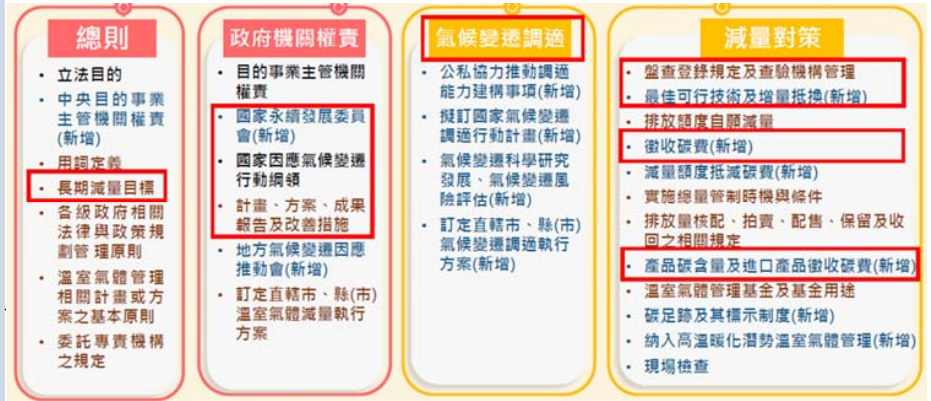 總則
・ 立法目的
・ 中央目的事業
主管機關權責
(新增)
・ 用詞定義
・ 長期減量目標
・ 各級政府相關
法律與政策規
劃管 理原則
・ 溫室氣體管理
相關計畫或方
案之基本原則
・ 委託專責機構
之規定
政府機關權責
・ 目的事業主管機關
權責
・ 國家永續發展委員
會(新增)
・ 國家因應氣候變遷
行動綱領
・ 計畫、方案、成果
報告及改善措施
・ 地方氣候變遷因應
推動會(新增)
・ 訂定直轄市、縣(市)
溫室氣體減量執行
方案
氣候變遷調適
・ 公私協力推動調適
能力建構事項(新增)
・ 擬訂國家氣候變遷
調適行動計畫(新增)
・ 氣候變遷科學研究
發展、氣候變遷風
險評估(新增)
・ 訂定直轄市、縣(市)
氣候變遷調適執行
方案(新增)
減量對策
・ 盤查登錄規定及查驗機構管理
・ 最佳可行技術及增量抵換(新增)
・ 排放額度自願減量
・ 徵收碳費(新增)
・ 減量額度抵減碳費(新增)
・ 實施總量管制時機與條件
・ 排放量核配、拍賣、配售、保留及收
回之相關規定
・ 產品碳含量及進口產品徵收碳費(新增)
・ 溫室氣體管理基金及基金用途
・ 碳足跡及其標示制度(新增)
・ 納入高溫暖化潛勢溫室氣體管理(新增)
・ 現場檢查